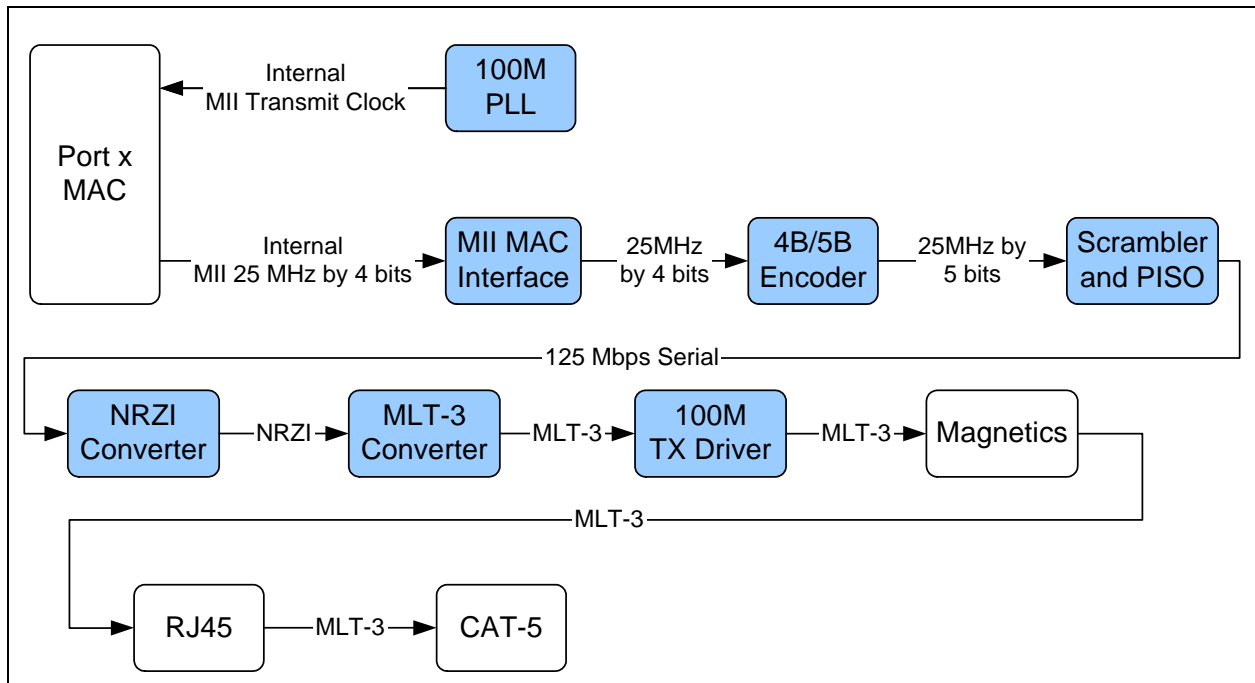 Internal
MII Transmit Clock
100M
PLL
Port x
MAC
Internal
MII 25 MHz by 4 bits
MII MAC
Interface
25MHz
by 4 bits
4B/5B
Encoder
25MHz by
5 bits
Scrambler
and PISO
125 Mbps Serial
NRZI
Converter
NRZI
MLT-3
Converter
MLT-3
100M
TX Driver
MLT-3
Magnetics
MLT-3
RJ45
MLT-3
CAT-5